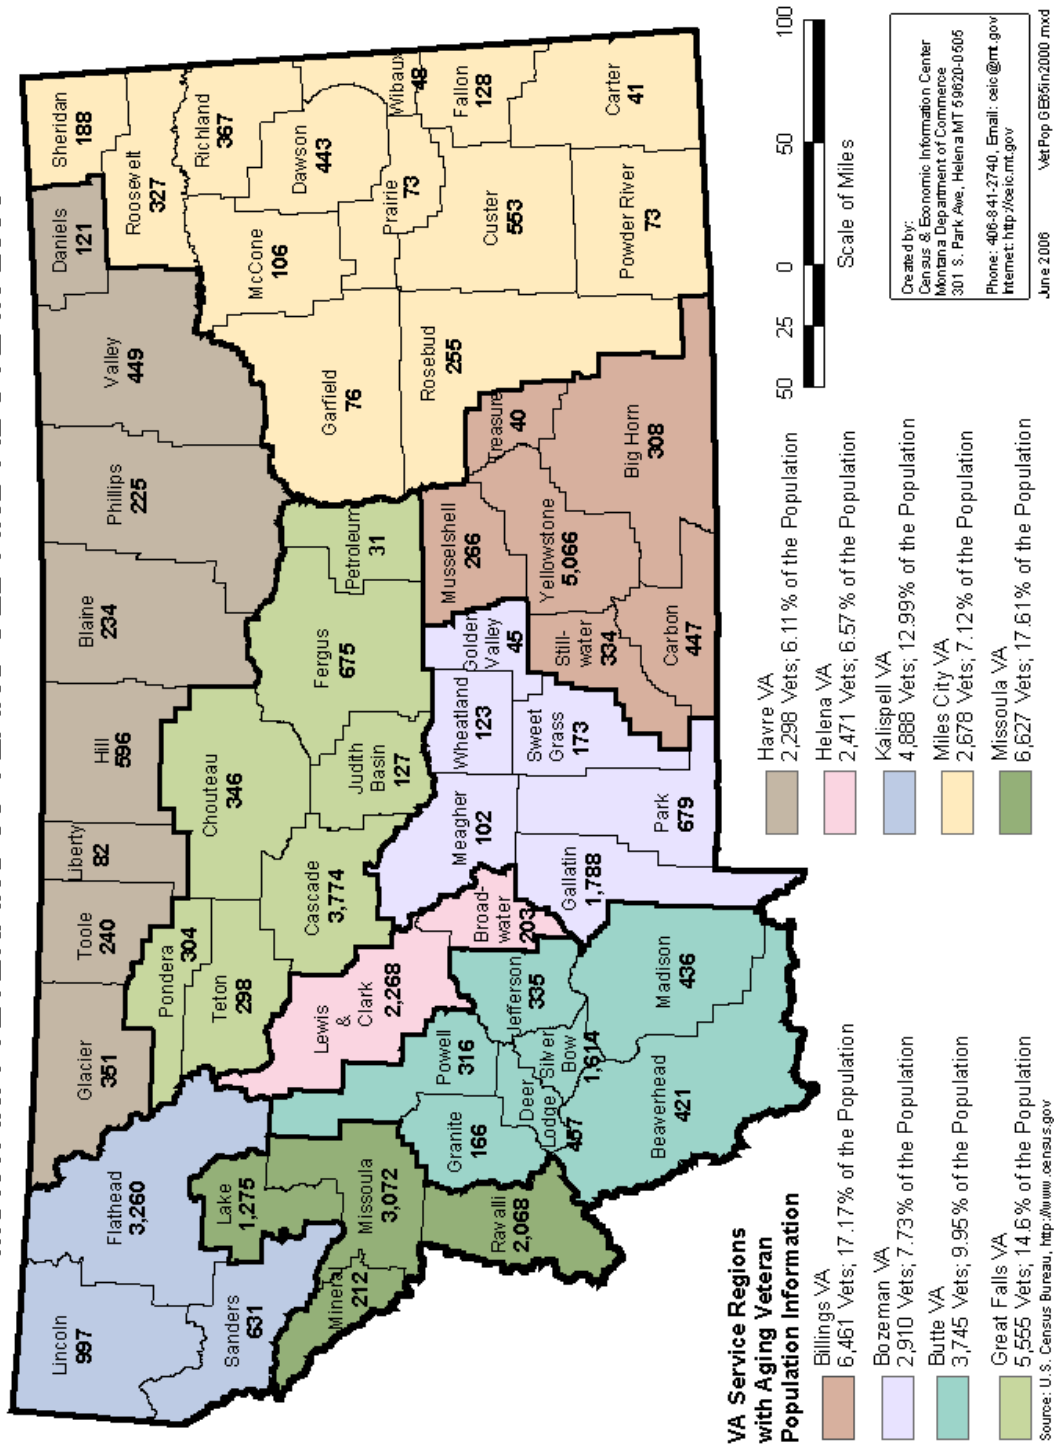 Lincoln
997
Flathead
3,260
Sanders
631
Lake
1,275
Mineral
212
Missoula
3,072
Ravalli
2,068
Glacier
351
Toole
240
Liberty
82
Hill
596
Blaine
234
Phillips
225
Valley
449
Daniels
121
Sheridan
188
Roosevelt
327
Richland
367
McCone
106
Dawson
443
Wibaux
48
Prairie
73
Fallon
128
Garfield
76
Rosebud
255
Custer
553
Powder River
73
Carter
41
Pondera
304
Teton
298
Chouteau
346
Cascade
3,774
Judith
Basin
127
Fergus
675
Petroleum
31
Lewis
&
Clark
2,268
Broad-
water
203
Powell
316
Granite
166
Deer
Lodge
457
Silver
Bow
1,614
Jefferson
335
Beaverhead
421
Madison
436
Meagher
102
Wheatland
123
Golden
Valley
45
Sweet
Grass
173
Gallatin
1,788
Park
679
Musselshell
266
Treasure
40
Yellowstone
5,066
Still-
water
334
Carbon
447
Big Horn
308
50 25 0 50 100
Scale of Miles
VA Service Regions
with Aging Veteran
Population Information
Billings VA
6,461 Vets; 17.17% of the Population
Bozeman VA
2,910 Vets; 7.73% of the Population
Butte VA
3,745 Vets; 9.95% of the Population
Great Falls VA
5,555 Vets; 14.6% of the Population
Havre VA
2,298 Vets; 6.11% of the Population
Helena VA
2,471 Vets; 6.57% of the Population
Kalispell VA
4,888 Vets; 12.99% of the Population
Miles City VA
2,678 Vets; 7.12% of the Population
Missoula VA
6,627 Vets; 17.61% of the Population
Created by:
Census & Economic Information Center
Montana Department of Commerce
301 S. Park Ave, Helena MT 59620-0505
Phone: 406-841-2740, Email: ceic@mt.gov
Internet: http://ceic.mt.gov
Source: U.S. Census Bureau, http://www.census.gov
June 2006 VetPop GE65in2000.mxd